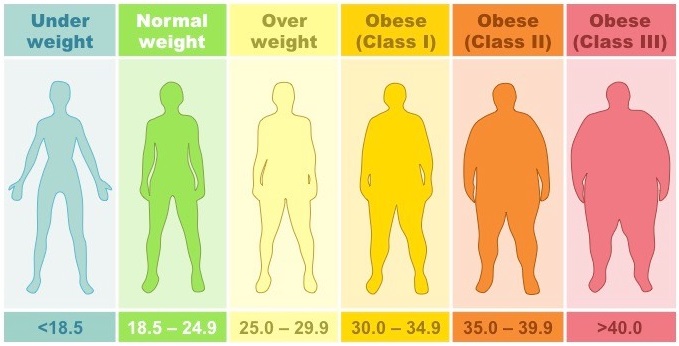 Under
weight
Normal
weight
Over
weight
Obese
(Class I)
Obese
(Class II)
Obese
(Class III)
<18.5
18.5 – 24.9
25.0 – 29.9
30.0 – 34.9
35.0 – 39.9
>40.0